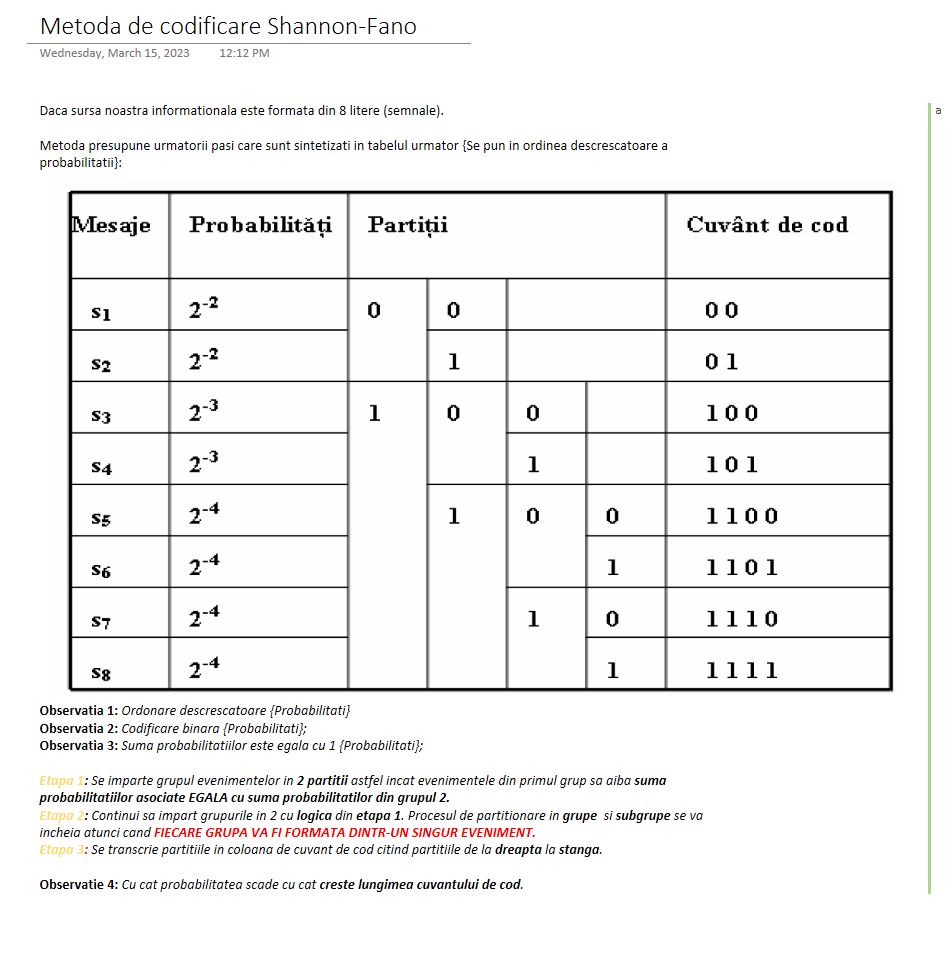 Metoda de codificare Shannon-Fano
Wednesday, March 15, 2023 12:12 PM
a
Daca sursa noastra informationala este formata din 8 litere (semnale).
Metoda presupune urmatorii pasi care sunt sintetizati in tabelul urmator {Se pun in ordinea descrescatoare a
probabilitatii}:
Mesaje Probabilități Partiții Cuvânt de cod
s1 2^-2 0 0 0 0
s2 2^-2 1 0 1
s3 2^-3 1 0 0 1 0 0
s4 2^-3 1 1 0 1
s5 2^-4 1 0 0 1 1 0 0
s6 2^-4 1 1 1 0 1
s7 2^-4 1 0 1 1 1 0
s8 2^-4 1 1 1 1 1
Observatia 1: Ordonare descrescatoare {Probabilitati}
Observatia 2: Codificare binara {Probabilitati};
Observatia 3: Suma probabilitatiilor este egala cu 1 {Probabilitati};
Etapa 1: Se imparte grupul evenimentelor in 2 partitii astfel incat evenimentele din primul grup sa aiba suma
probabilitatiilor asociate EGALA cu suma probabilitatilor din grupul 2.
Etapa 2: Continui sa impart grupurile in 2 cu logica din etapa 1. Procesul de partitionare in grupe si subgrupe se va
incheia atunci cand FIECARE GRUPA VA FI FORMATA DINTR-UN SINGUR EVENIMENT.
Etapa 3: Se transcrie partitiile in coloana de cuvant de cod citind partitiile de la dreapta la stanga.
Observatie 4: Cu cat probabilitatea scade cu cat creste lungimea cuvantului de cod.